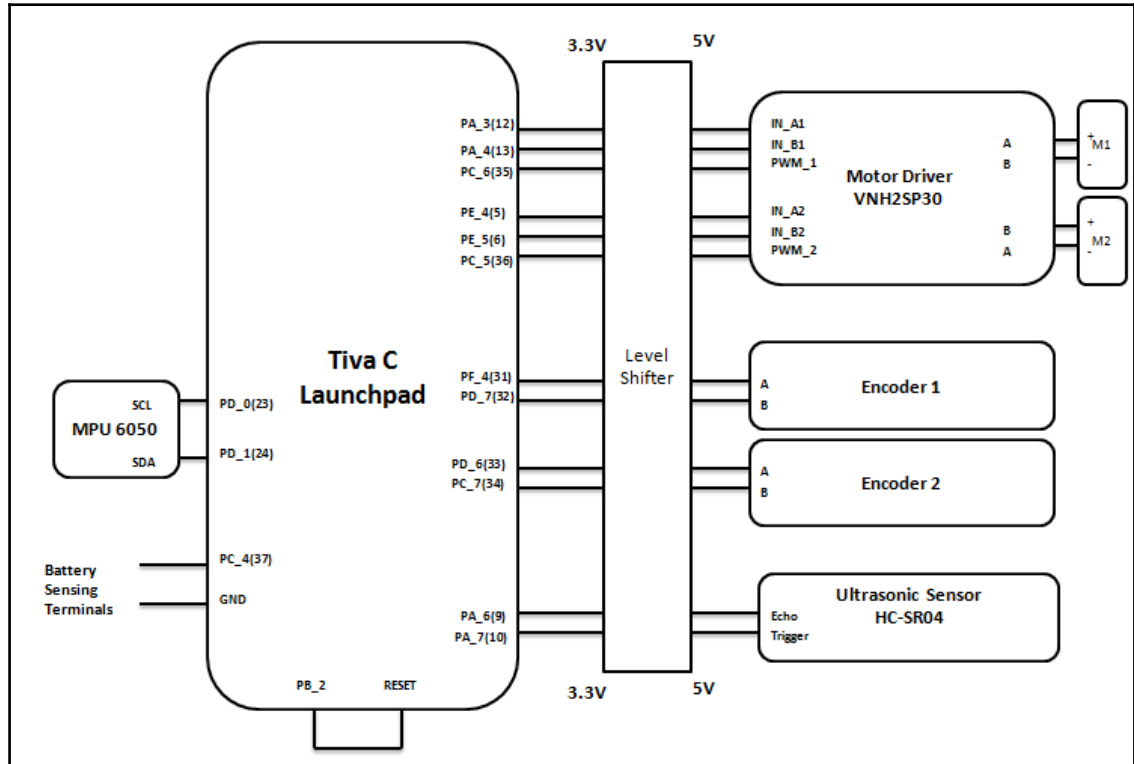 3.3V
5V
PA_3(12)
PA_4(13)
PC_6(35)
PE_4(5)
PE_5(6)
PC_5(36)
IN_A1
IN_B1
PWM_1
IN_A2
IN_B2
PWM_2
Motor Driver
VNH2SP30
A
B
B
A
+
M1
-
+
M2
-
Tiva C
Launchpad
Level
Shifter
PF_4(31)
PD_7(32)
A
B
Encoder 1
PD_6(33)
PC_7(34)
A
B
Encoder 2
SCL
MPU 6050
SDA
PD_0(23)
PD_1(24)
Battery
Sensing
Terminals
PC_4(37)
GND
PA_6(9)
PA_7(10)
Ultrasonic Sensor
HC-SR04
Echo
Trigger
PB_2
RESET
3.3V
5V